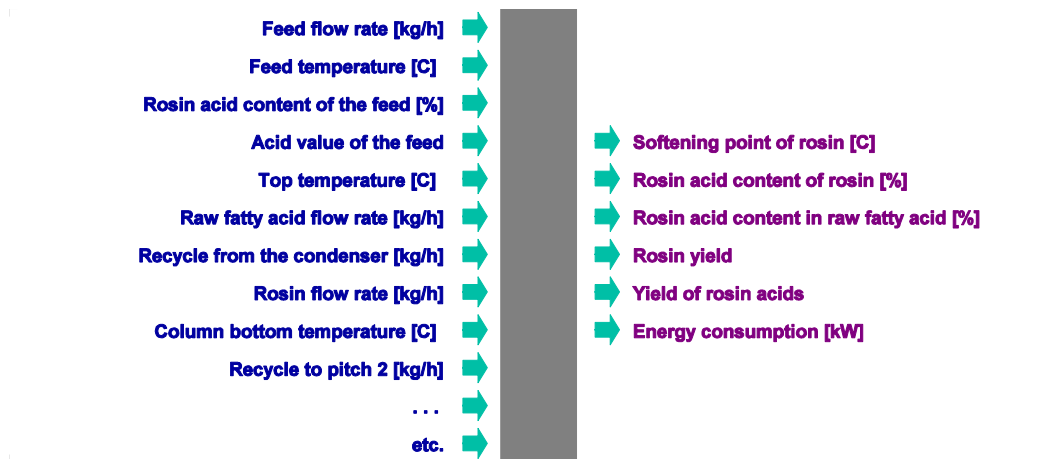 Feed flow rate [kg/h]
Feed temperature [C]
Rosin acid content of the feed [%]
Acid value of the feed
Top temperature [C]
Raw fatty acid flow rate [kg/h]
Recycle from the condenser [kg/h]
Rosin flow rate [kg/h]
Column bottom temperature [C]
Recycle to pitch 2 [kg/h]
. . .
etc.
Softening point of rosin [C]
Rosin acid content of rosin [%]
Rosin acid content in raw fatty acid [%]
Rosin yield
Yield of rosin acids
Energy consumption [kW]